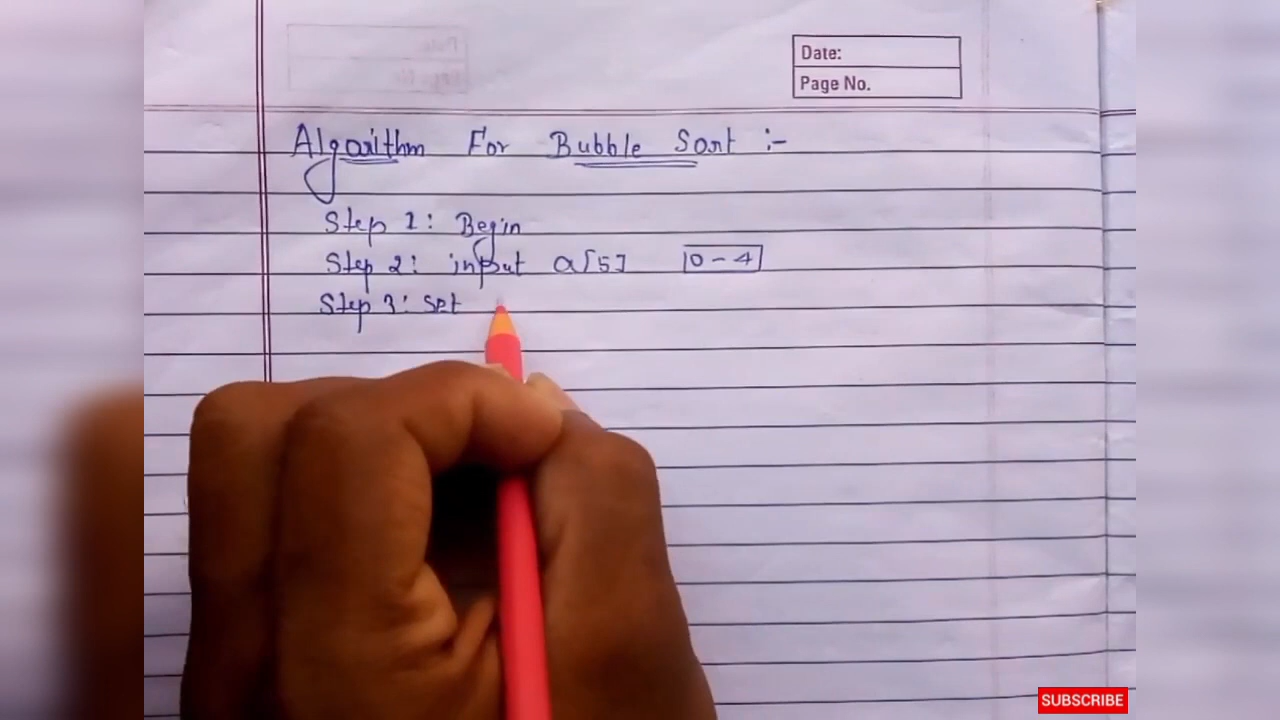 Date:
Page No.
Algorithm For Bubble Sort :-
Step 1: Begin
Step 2: input a[5] 0-4
Step 3: set
SUBSCRIBE